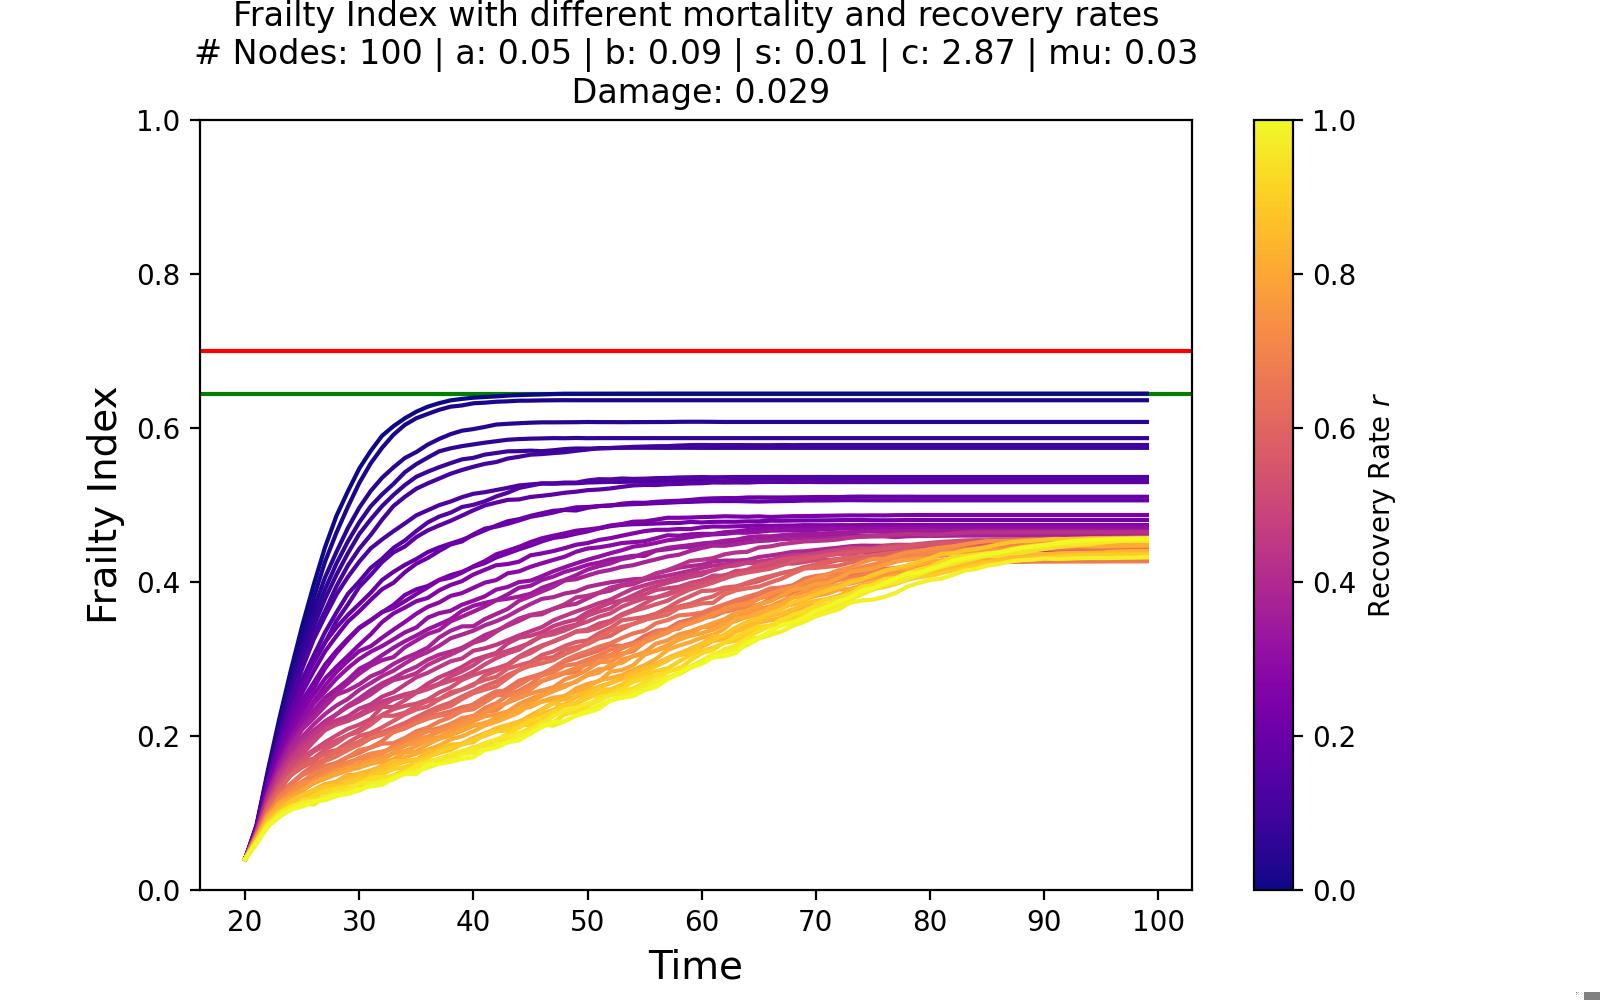 Frailty Index with different mortality and recovery rates
# Nodes: 100 | a: 0.05 | b: 0.09 | s: 0.01 | c: 2.87 | mu: 0.03
Damage: 0.029
1.0
0.8
0.6
0.4
0.2
0.0
Frailty Index
20 30 40 50 60 70 80 90 100
Time
1.0
0.8
0.6
0.4
0.2
0.0
Recovery Rate r